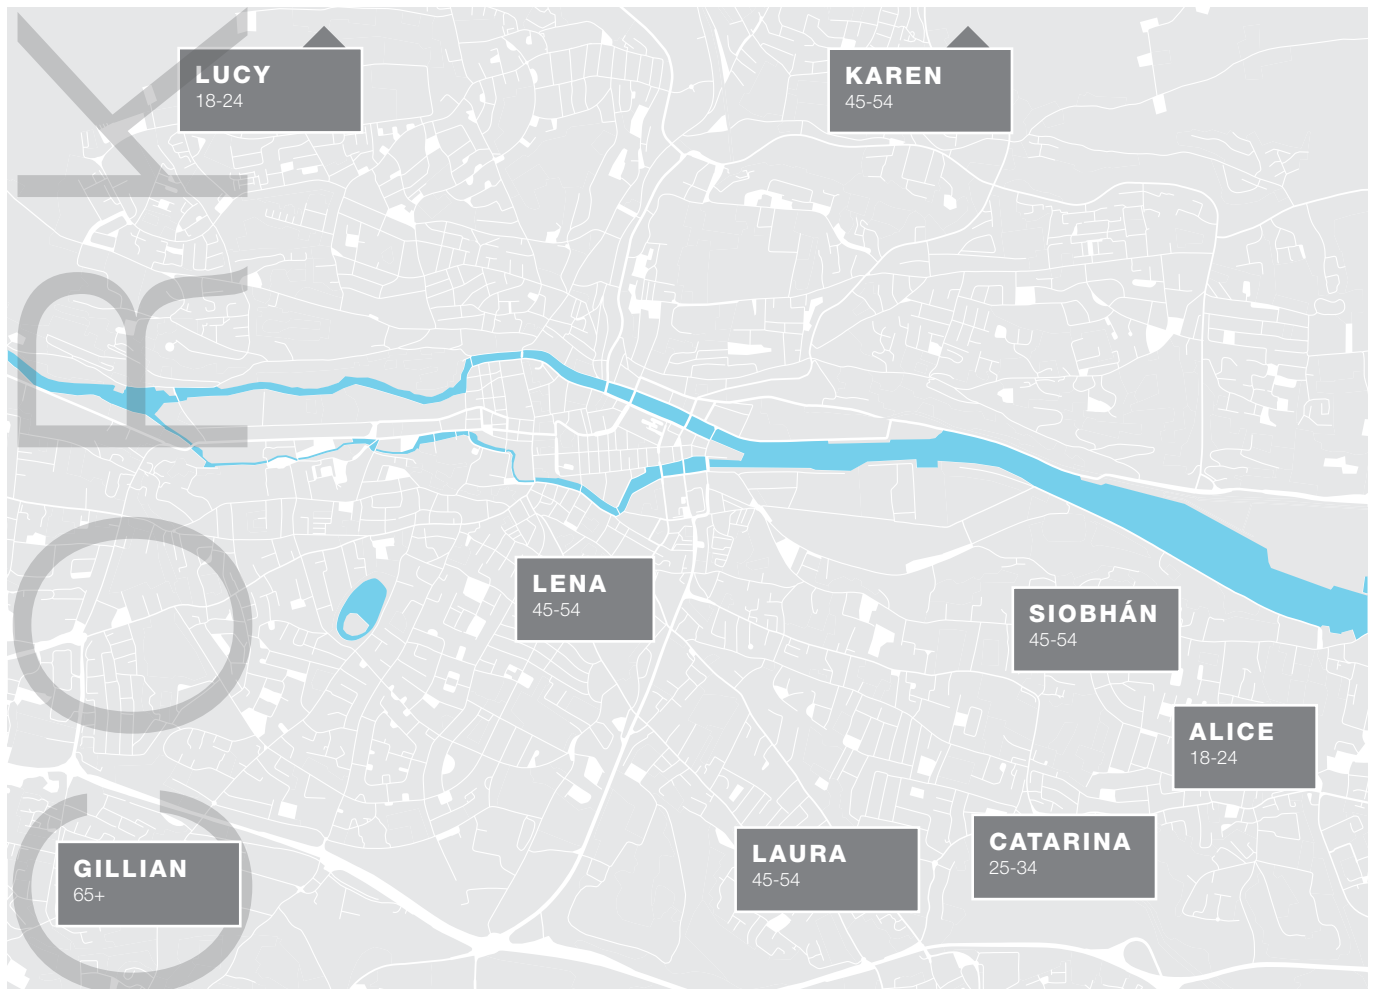 CORK
LUCY
18-24
KAREN
45-54
LENA
45-54
SIOBHÁN
45-54
ALICE
18-24
LAURA
45-54
CATARINA
25-34
GILLIAN
65+